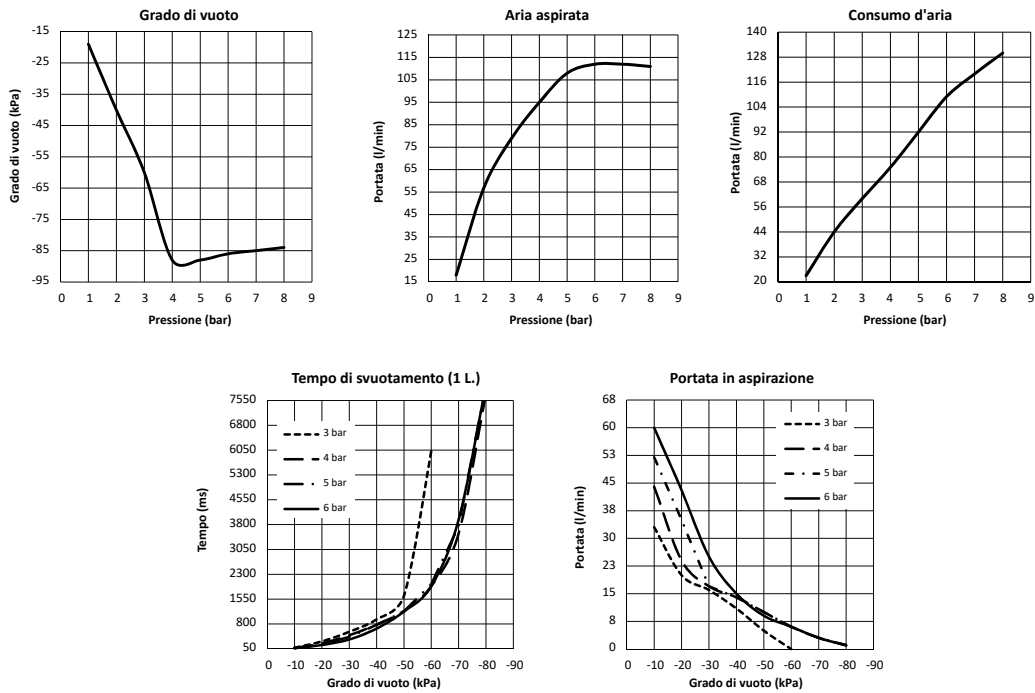 Grado di vuoto
Grado di vuoto (kPa)
-15
-25
-35
-45
-55
-65
-75
-85
-95
0 1 2 3 4 5 6 7 8 9
Pressione (bar)
Aria aspirata
Portata (l/min)
125
115
105
95
85
75
65
55
45
35
25
15
0 1 2 3 4 5 6 7 8 9
Pressione (bar)
Consumo d'aria
Portata (l/min)
140
128
116
104
92
80
68
56
44
32
20
0 1 2 3 4 5 6 7 8 9
Pressione (bar)
Tempo di svuotamento (1 L.)
Tempo (ms)
7550
6800
6050
5300
4550
3800
3050
2300
1550
800
50
3 bar
4 bar
5 bar
6 bar
0 -10 -20 -30 -40 -50 -60 -70 -80 -90
Grado di vuoto (kPa)
Portata in aspirazione
Portata (l/min)
68
60
53
45
38
30
23
15
8
0
3 bar
4 bar
5 bar
6 bar
0 -10 -20 -30 -40 -50 -60 -70 -80 -90
Grado di vuoto (kPa)